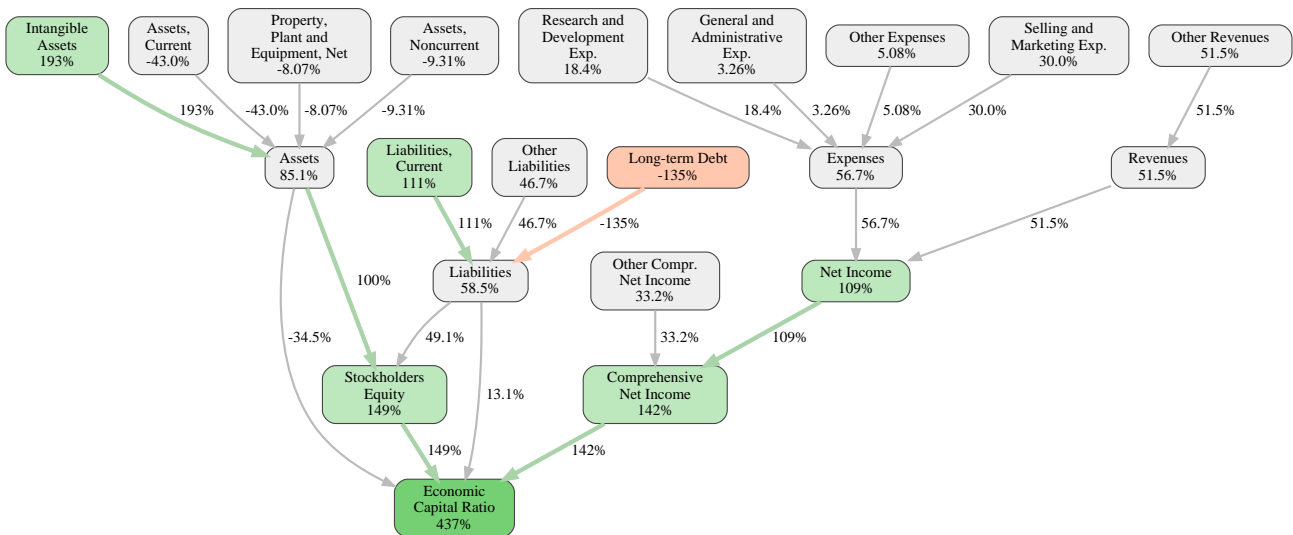 Intangible
Assets
193%
Assets,
Current
-43.0%
Property,
Plant and
Equipment, Net
-8.07%
Assets,
Noncurrent
-9.31%
Research and
Development
Exp.
18.4%
General and
Administrative
Exp.
3.26%
Other Expenses
5.08%
Selling and
Marketing Exp.
30.0%
Other Revenues
51.5%
193%
-43.0%
-8.07%
-9.31%
18.4%
3.26%
5.08%
30.0%
51.5%
Assets
85.1%
Liabilities,
Current
111%
Other
Liabilities
46.7%
Long-term Debt
-135%
Expenses
56.7%
Revenues
51.5%
111%
46.7%
-135%
56.7%
51.5%
100%
Liabilities
58.5%
Other Compr.
Net Income
33.2%
Net Income
109%
-34.5%
49.1%
33.2%
109%
13.1%
Stockholders
Equity
149%
Comprehensive
Net Income
142%
149%
142%
Economic
Capital Ratio
437%